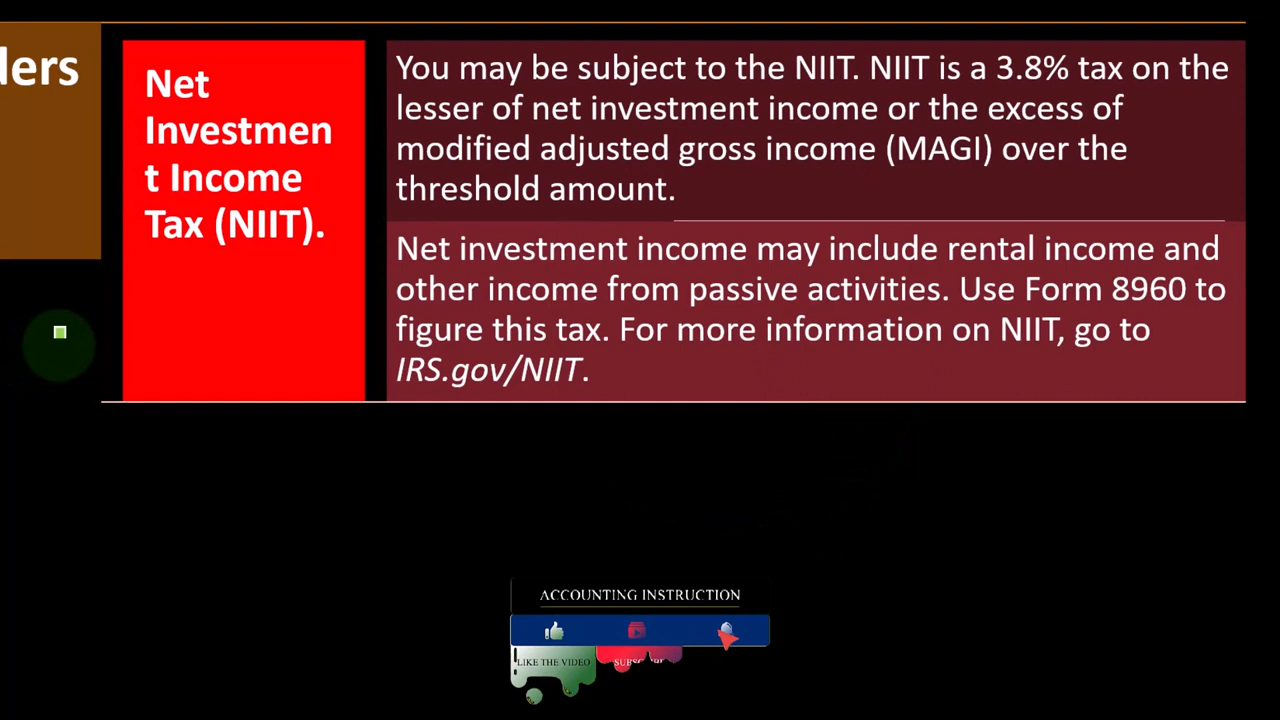 ders
Net
Investmen
t Income
Tax (NIIT).
You may be subject to the NIIT. NIIT is a 3.8% tax on the
lesser of net investment income or the excess of
modified adjusted gross income (MAGI) over the
threshold amount.
Net investment income may include rental income and
other income from passive activities. Use Form 8960 to
figure this tax. For more information on NIIT, go to
IRS.gov/NIIT.
ACCOUNTING INSTRUCTION
LIKE THE VIDEO